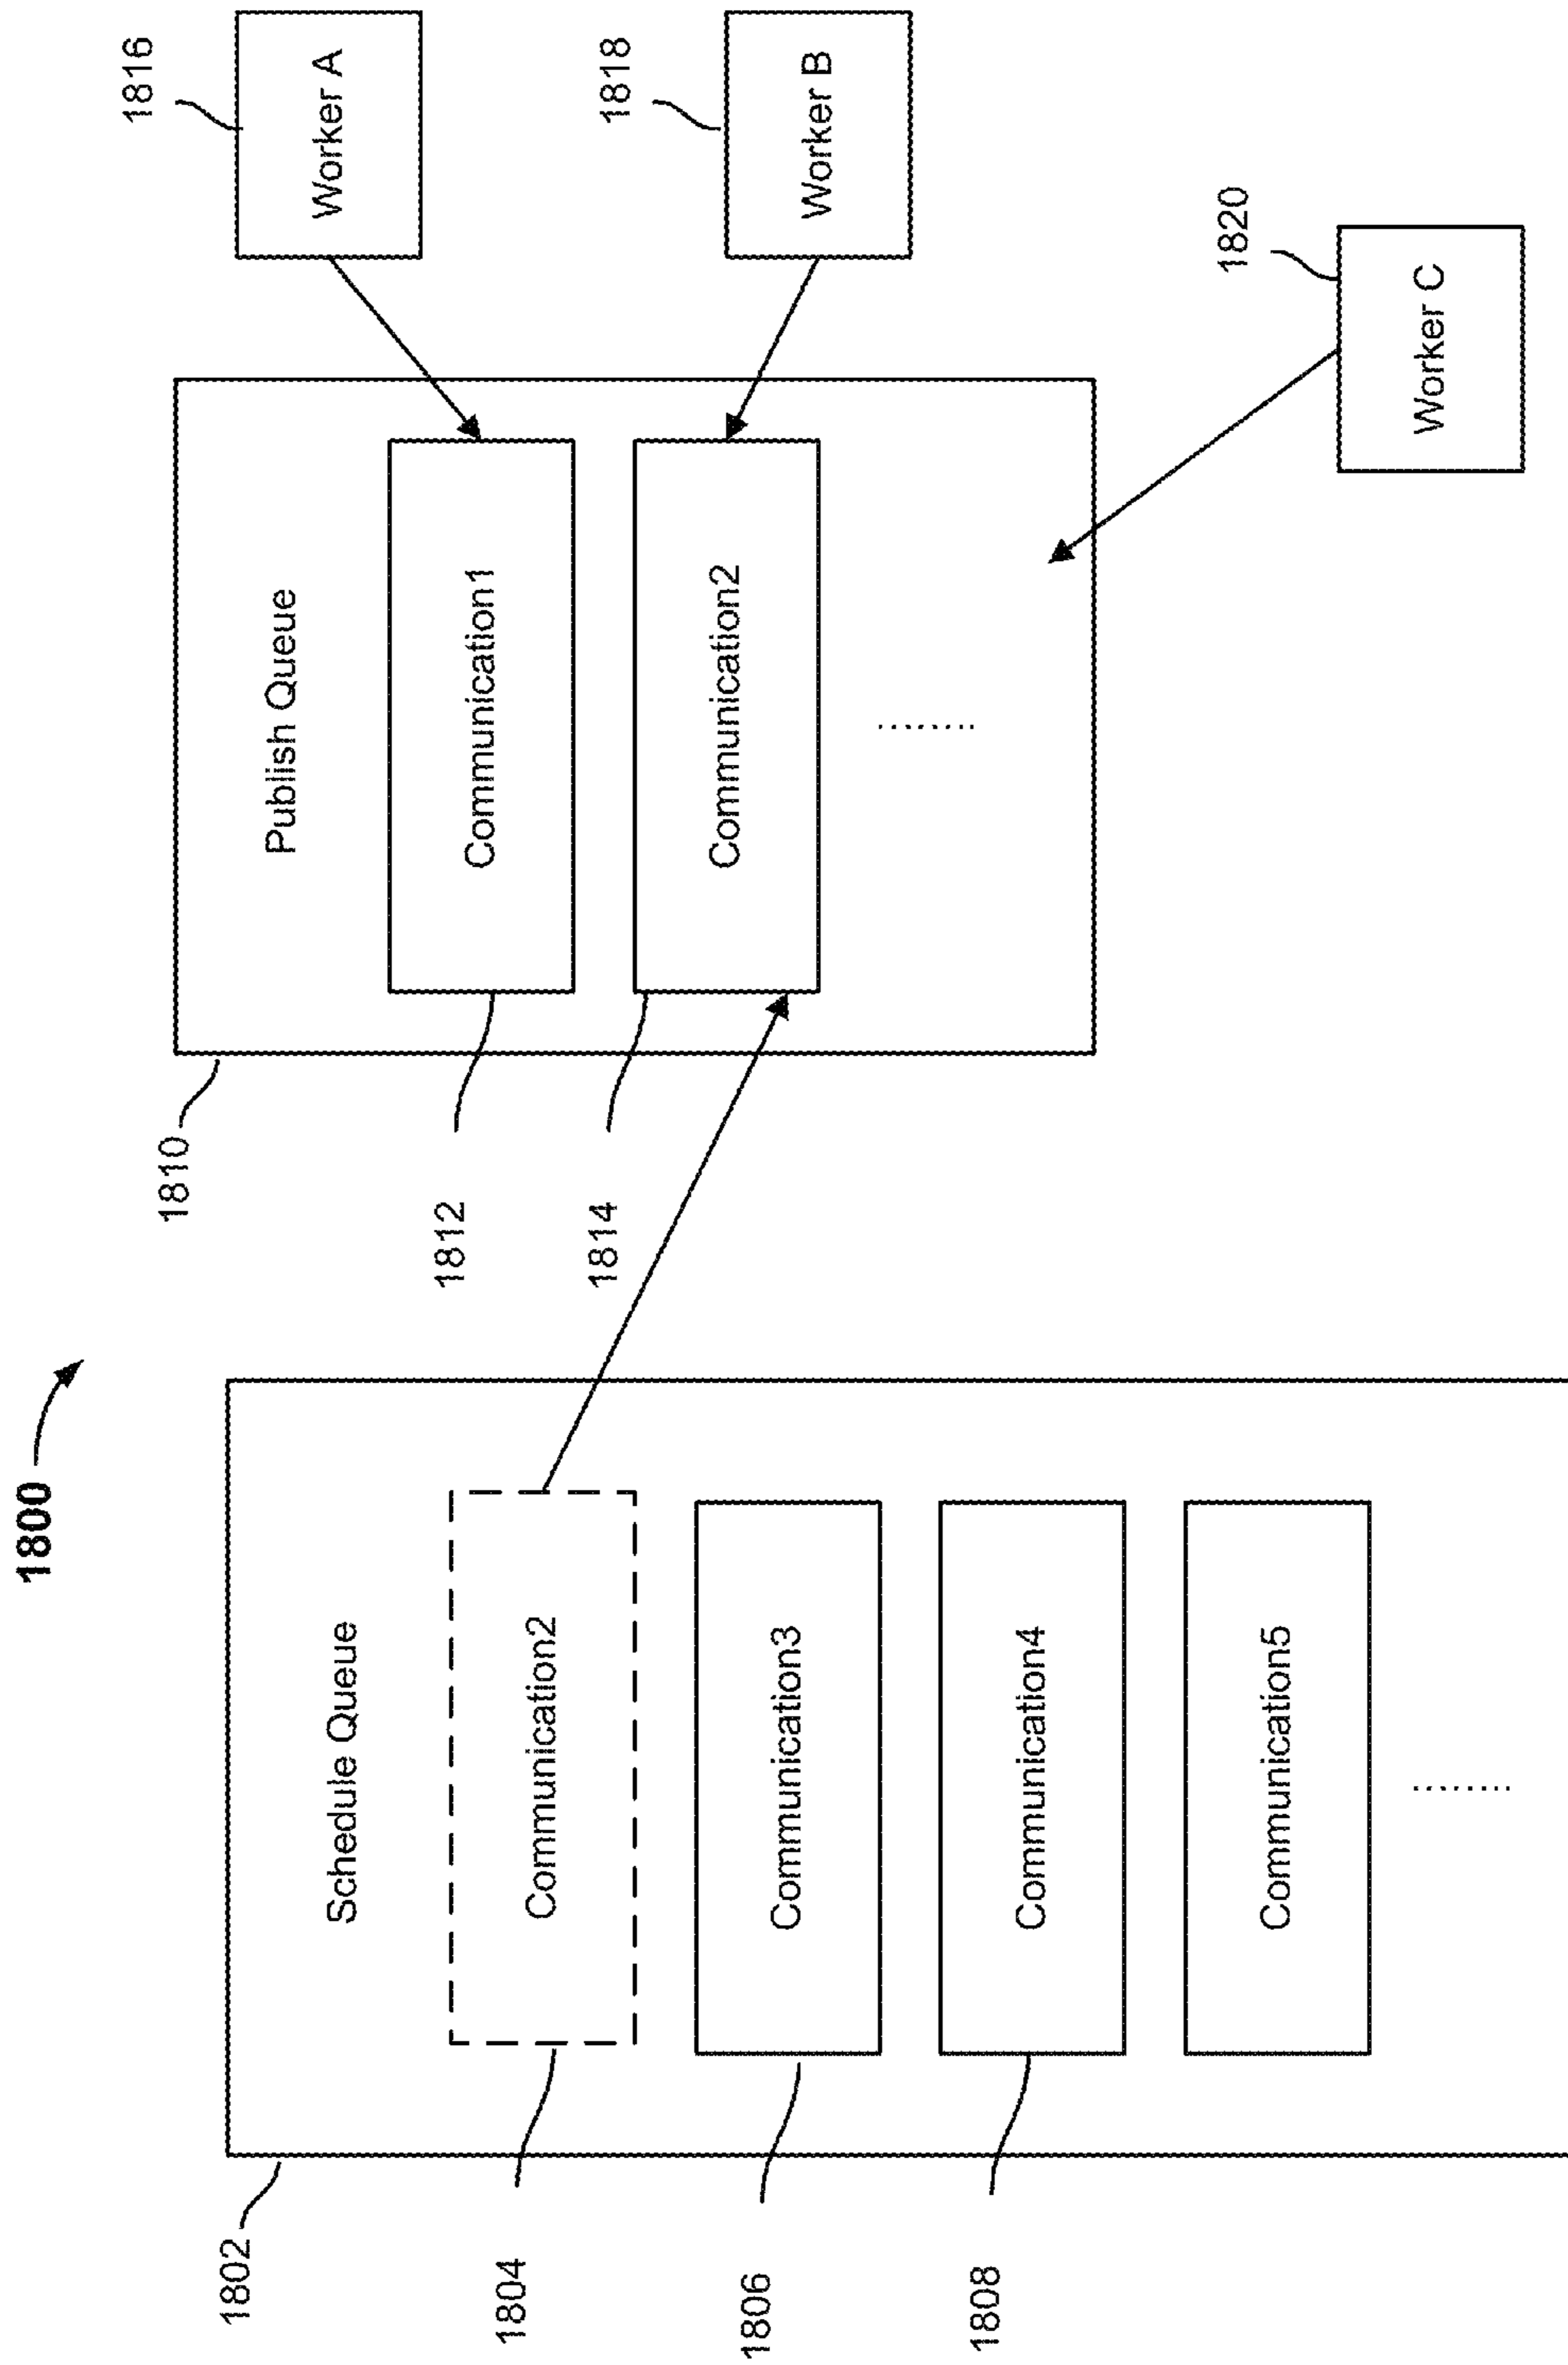 1800
1802
Schedule Queue
1804
Communication2
1806
Communication3
1808
Communication4
Communication5
........
1810
Publish Queue
1812
Communication1
1814
Communication2
........
1816
Worker A
1818
Worker B
1820
Worker C